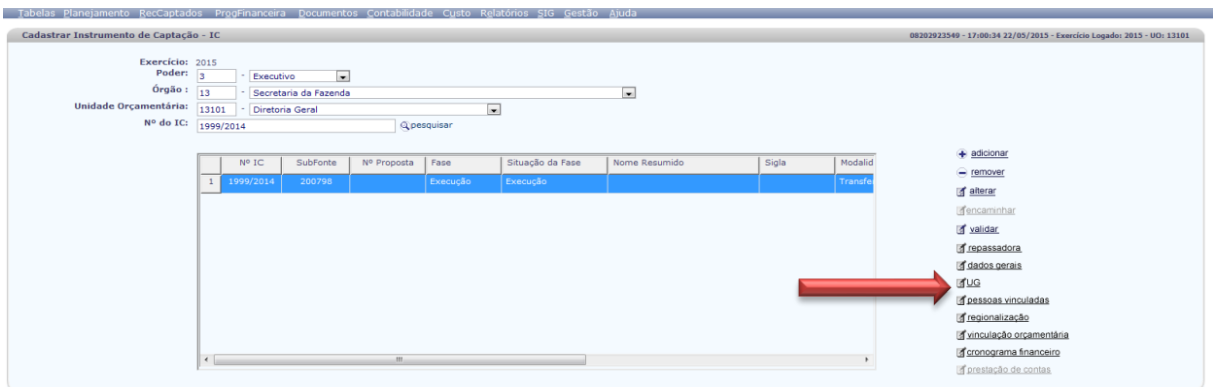 Tabelas Planejamento RecCaptados ProgFinanceira Documentos Contabilidade Custo Relatórios SIG Gestão Ajuda
Cadastrar Instrumento de Captação - IC
08202923549 - 17:00:34 22/05/2015 - Exercício Logado: 2015 - UO: 13101
Exercício: 2015
Poder: 3 - Executivo
Órgão : 13 - Secretaria da Fazenda
Unidade Orçamentária: 13101 - Diretoria Geral
Nº do IC: 1999/2014 pesquisar
Nº IC SubFonte Nº Proposta Fase Situação da Fase Nome Resumido Sigla Modalid
1 1999/2014 200798 Execução Execução Transfe
adicionar
remover
alterar
encaminhar
validar
repassadora
dados gerais
UG
pessoas vinculadas
regionalização
vinculação orçamentária
cronograma financeiro
prestação de contas